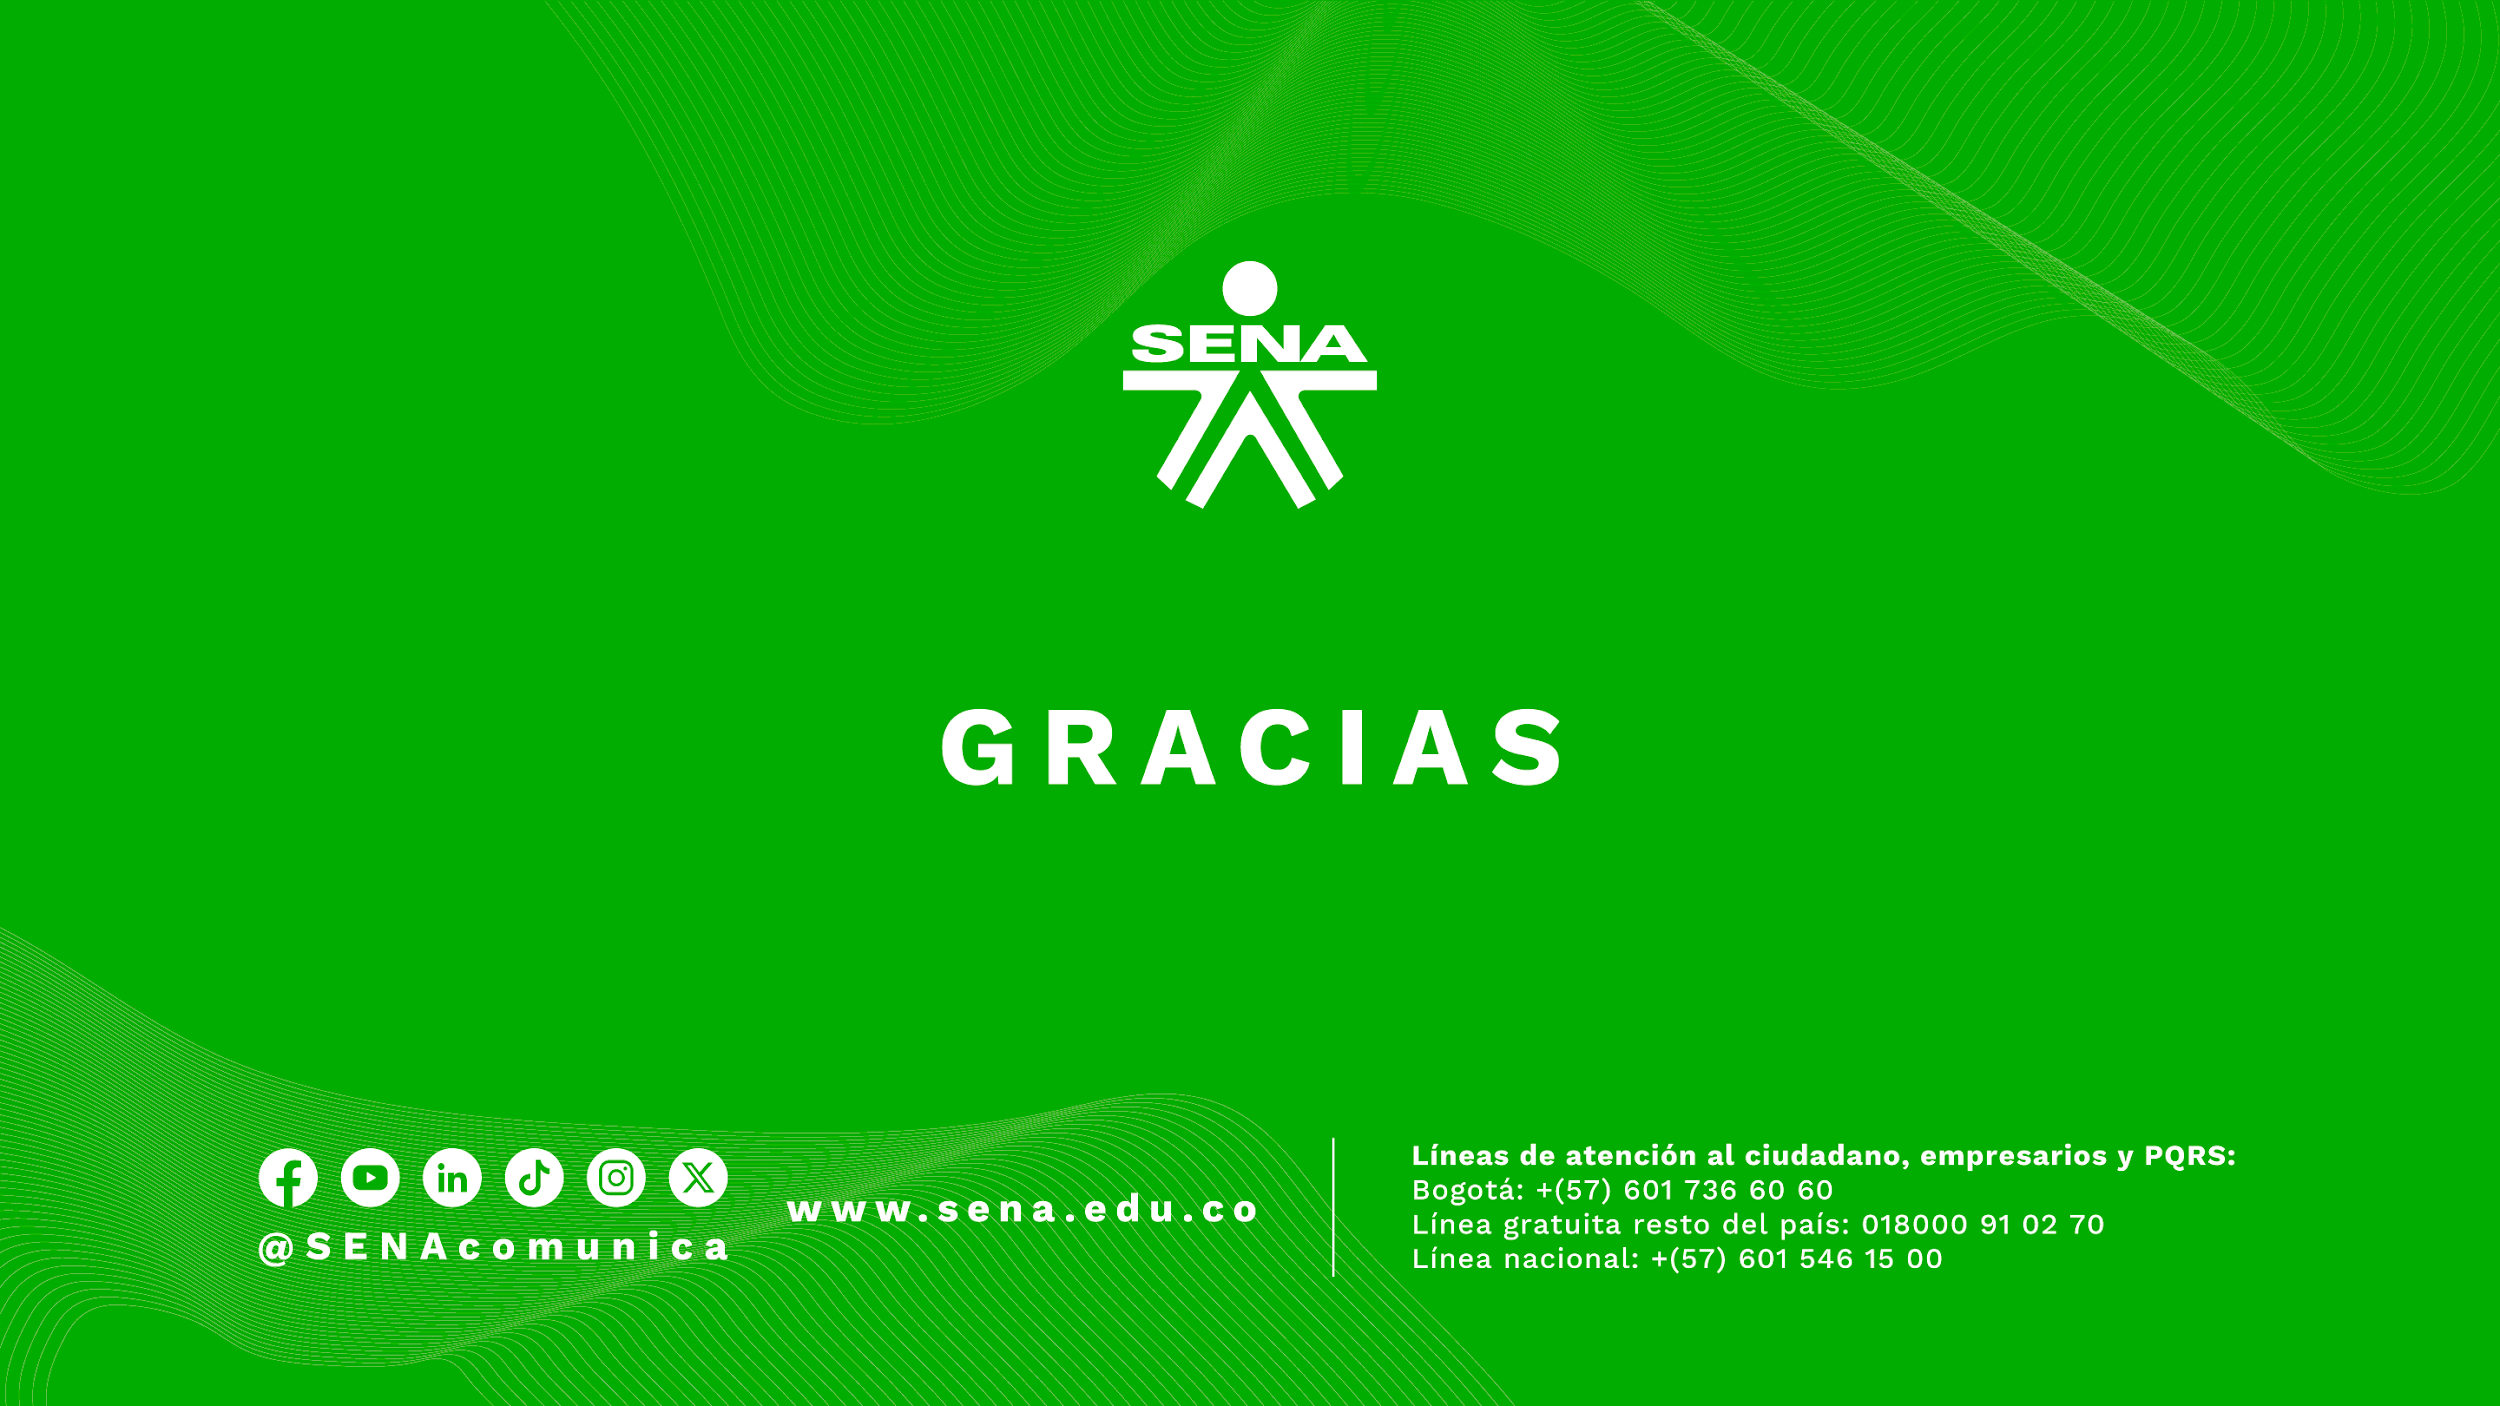 SENA
GRACIAS
@SENAcomunica
www.sena.edu.co
Líneas de atención al ciudadano, empresarios y PQRS:
Bogotá: +(57) 601 736 60 60
Línea gratuita resto del país: 018000 91 02 70
Línea nacional: +(57) 601 546 15 00